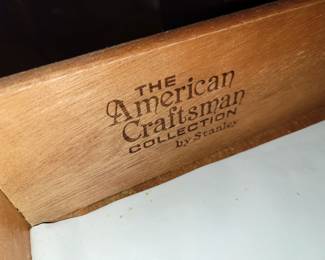 THE
American
Craftsman
COLLECTION
by Stanley